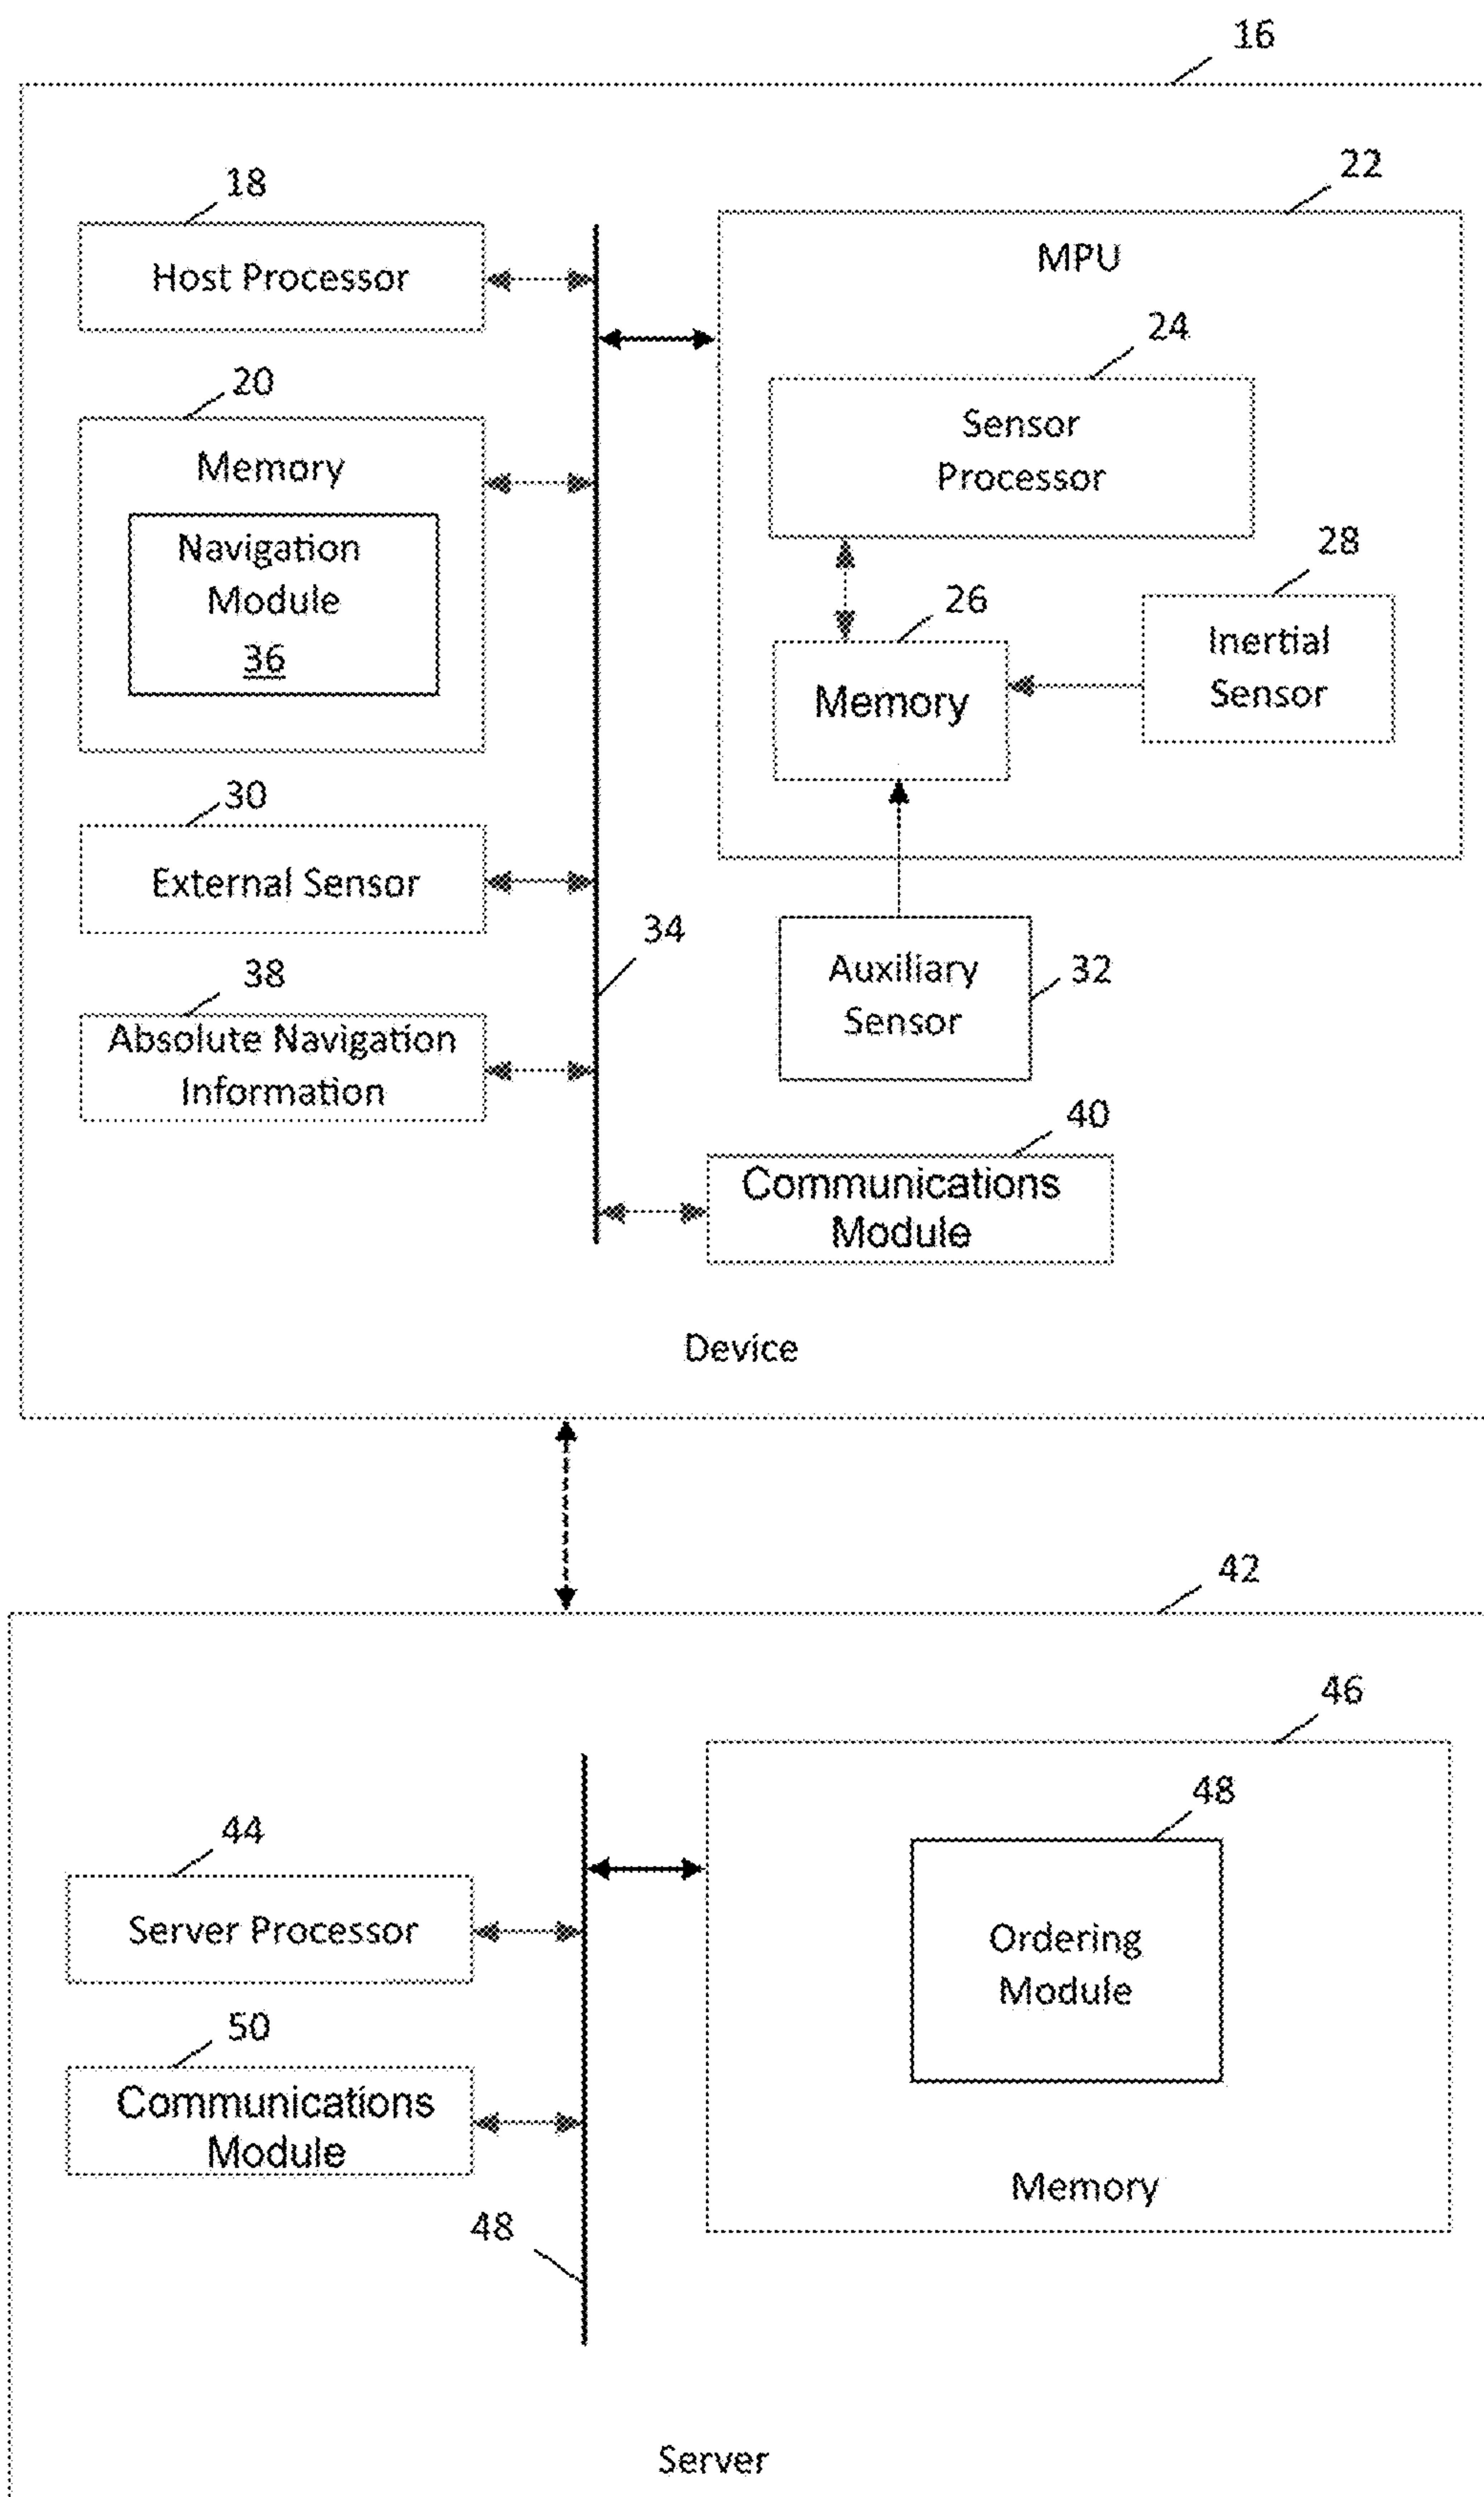 16
18
Host Processor
20
Memory
Navigation
Module
36
30
External Sensor
38
Absolute Navigation
Information
34
22
MPU
24
Sensor
Processor
26
Memory
28
Inertial
Sensor
Auxiliary
Sensor
32
40
Communications
Module
Device
42
44
Server Processor
50
Communications
Module
48
46
48
Ordering
Module
Memory
Server